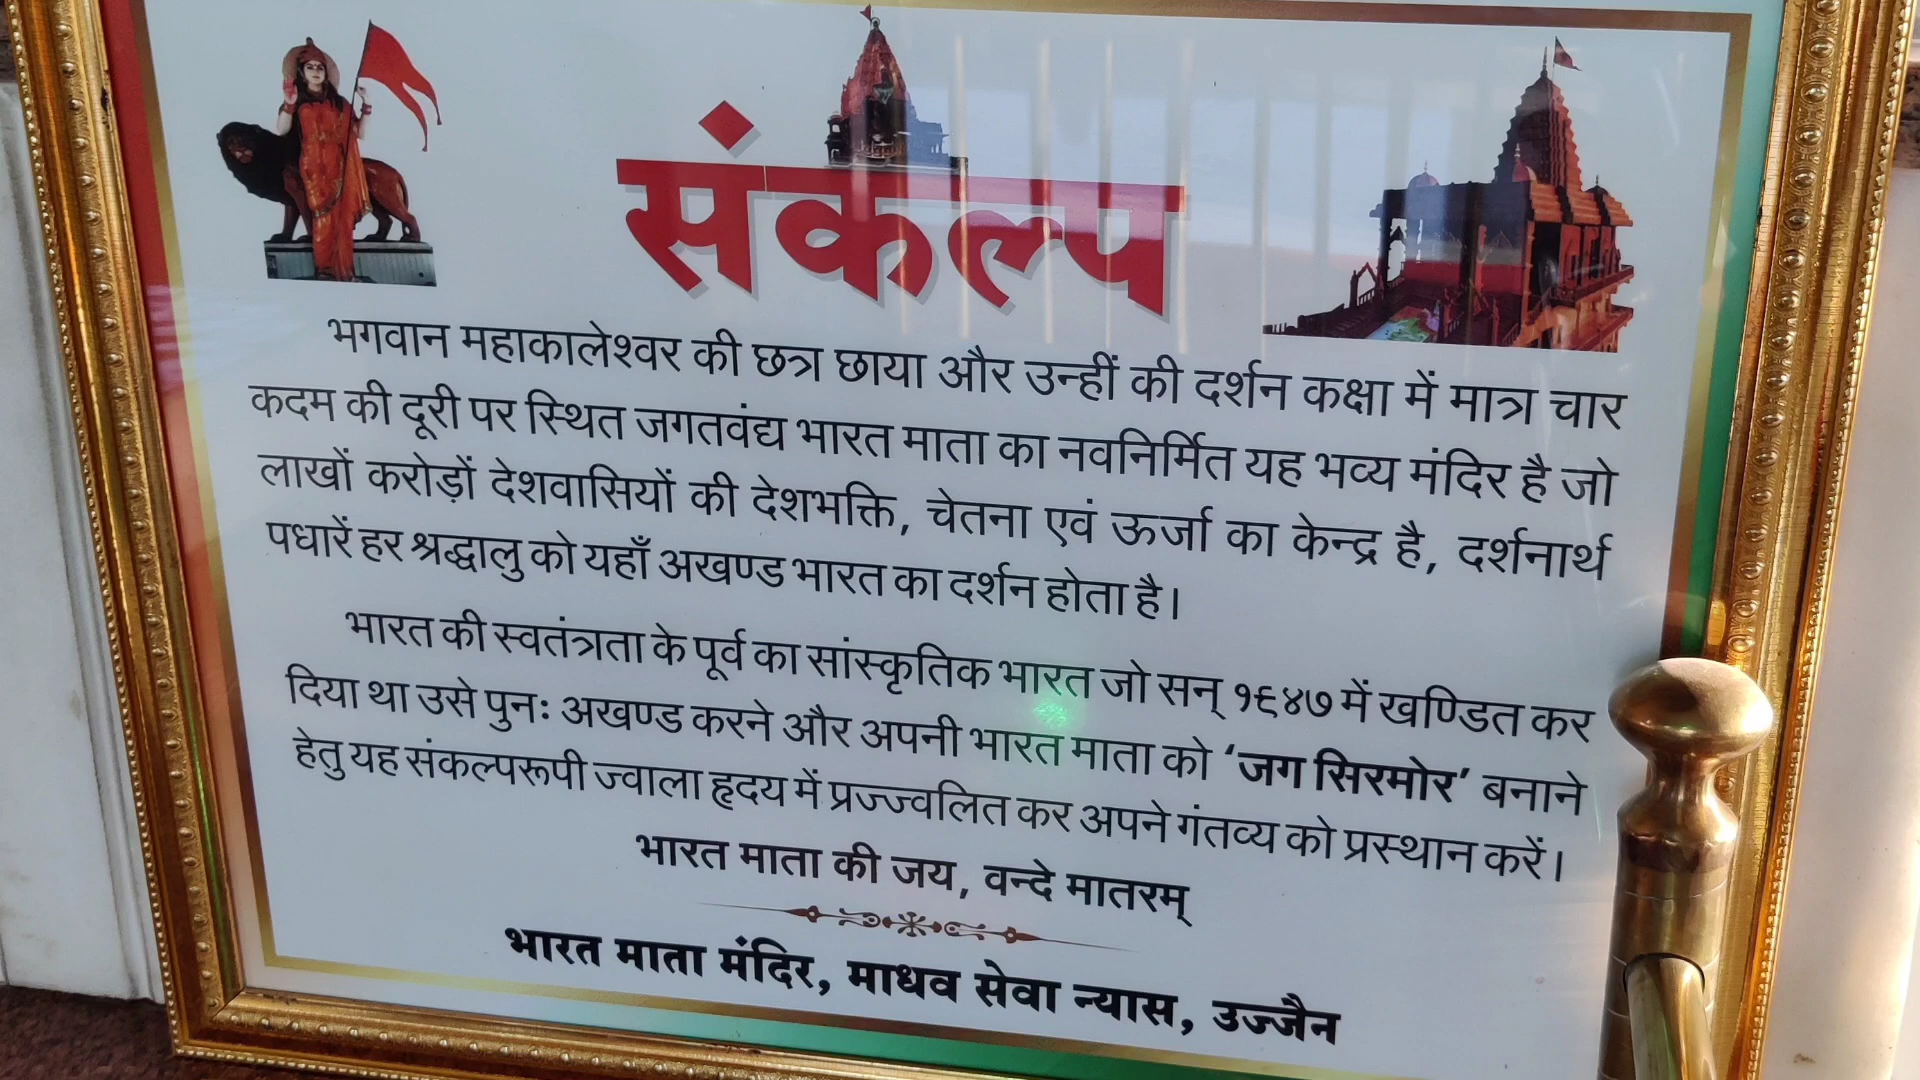 संकल्प
भगवान महाकालेश्वर की छत्र छाया और उन्हीं की दर्शन कक्षा में मात्र चार
कदम की दूरी पर स्थित जगतवंद्य भारत माता का नवनिर्मित यह भव्य मंदिर है जो
लाखों करोड़ों देशवासियों की देशभक्ति, चेतना एवं ऊर्जा का केन्द्र है, दर्शनार्थ
पधारें हर श्रद्धालु को यहाँ अखण्ड भारत का दर्शन होता है।
भारत की स्वतंत्रता के पूर्व का सांस्कृतिक भारत जो सन् १९४७ में खण्डित कर
दिया था उसे पुनः अखण्ड करने और अपनी भारत माता को ‘जग सिरमोर’ बनाने
हेतु यह संकल्परूपी ज्वाला हृदय में प्रज्ज्वलित कर अपने गंतव्य को प्रस्थान करें।
भारत माता की जय, वन्दे मातरम्
भारत माता मंदिर, माधव सेवा न्यास, उज्जैन